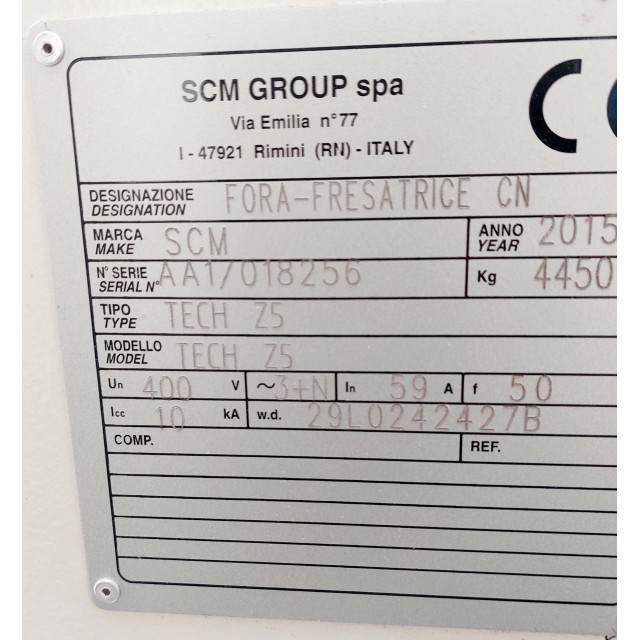 SCM GROUP spa
Via Emilia n°77
I - 47921 Rimini (RN) - ITALY
DESIGNAZIONE FORA-FRESATRICE CN
DESIGNATION
MARCA SCM ANNO 2015
MAKE YEAR
N° SERIE AA1/018256 Kg 4450
SERIAL N°
TIPO TECH Z5
TYPE
MODELLO TECH Z5
MODEL
Un 400 V ~3+N In 59 A f 50
Icc 10 kA w.d. 29L0242427B
COMP. REF.